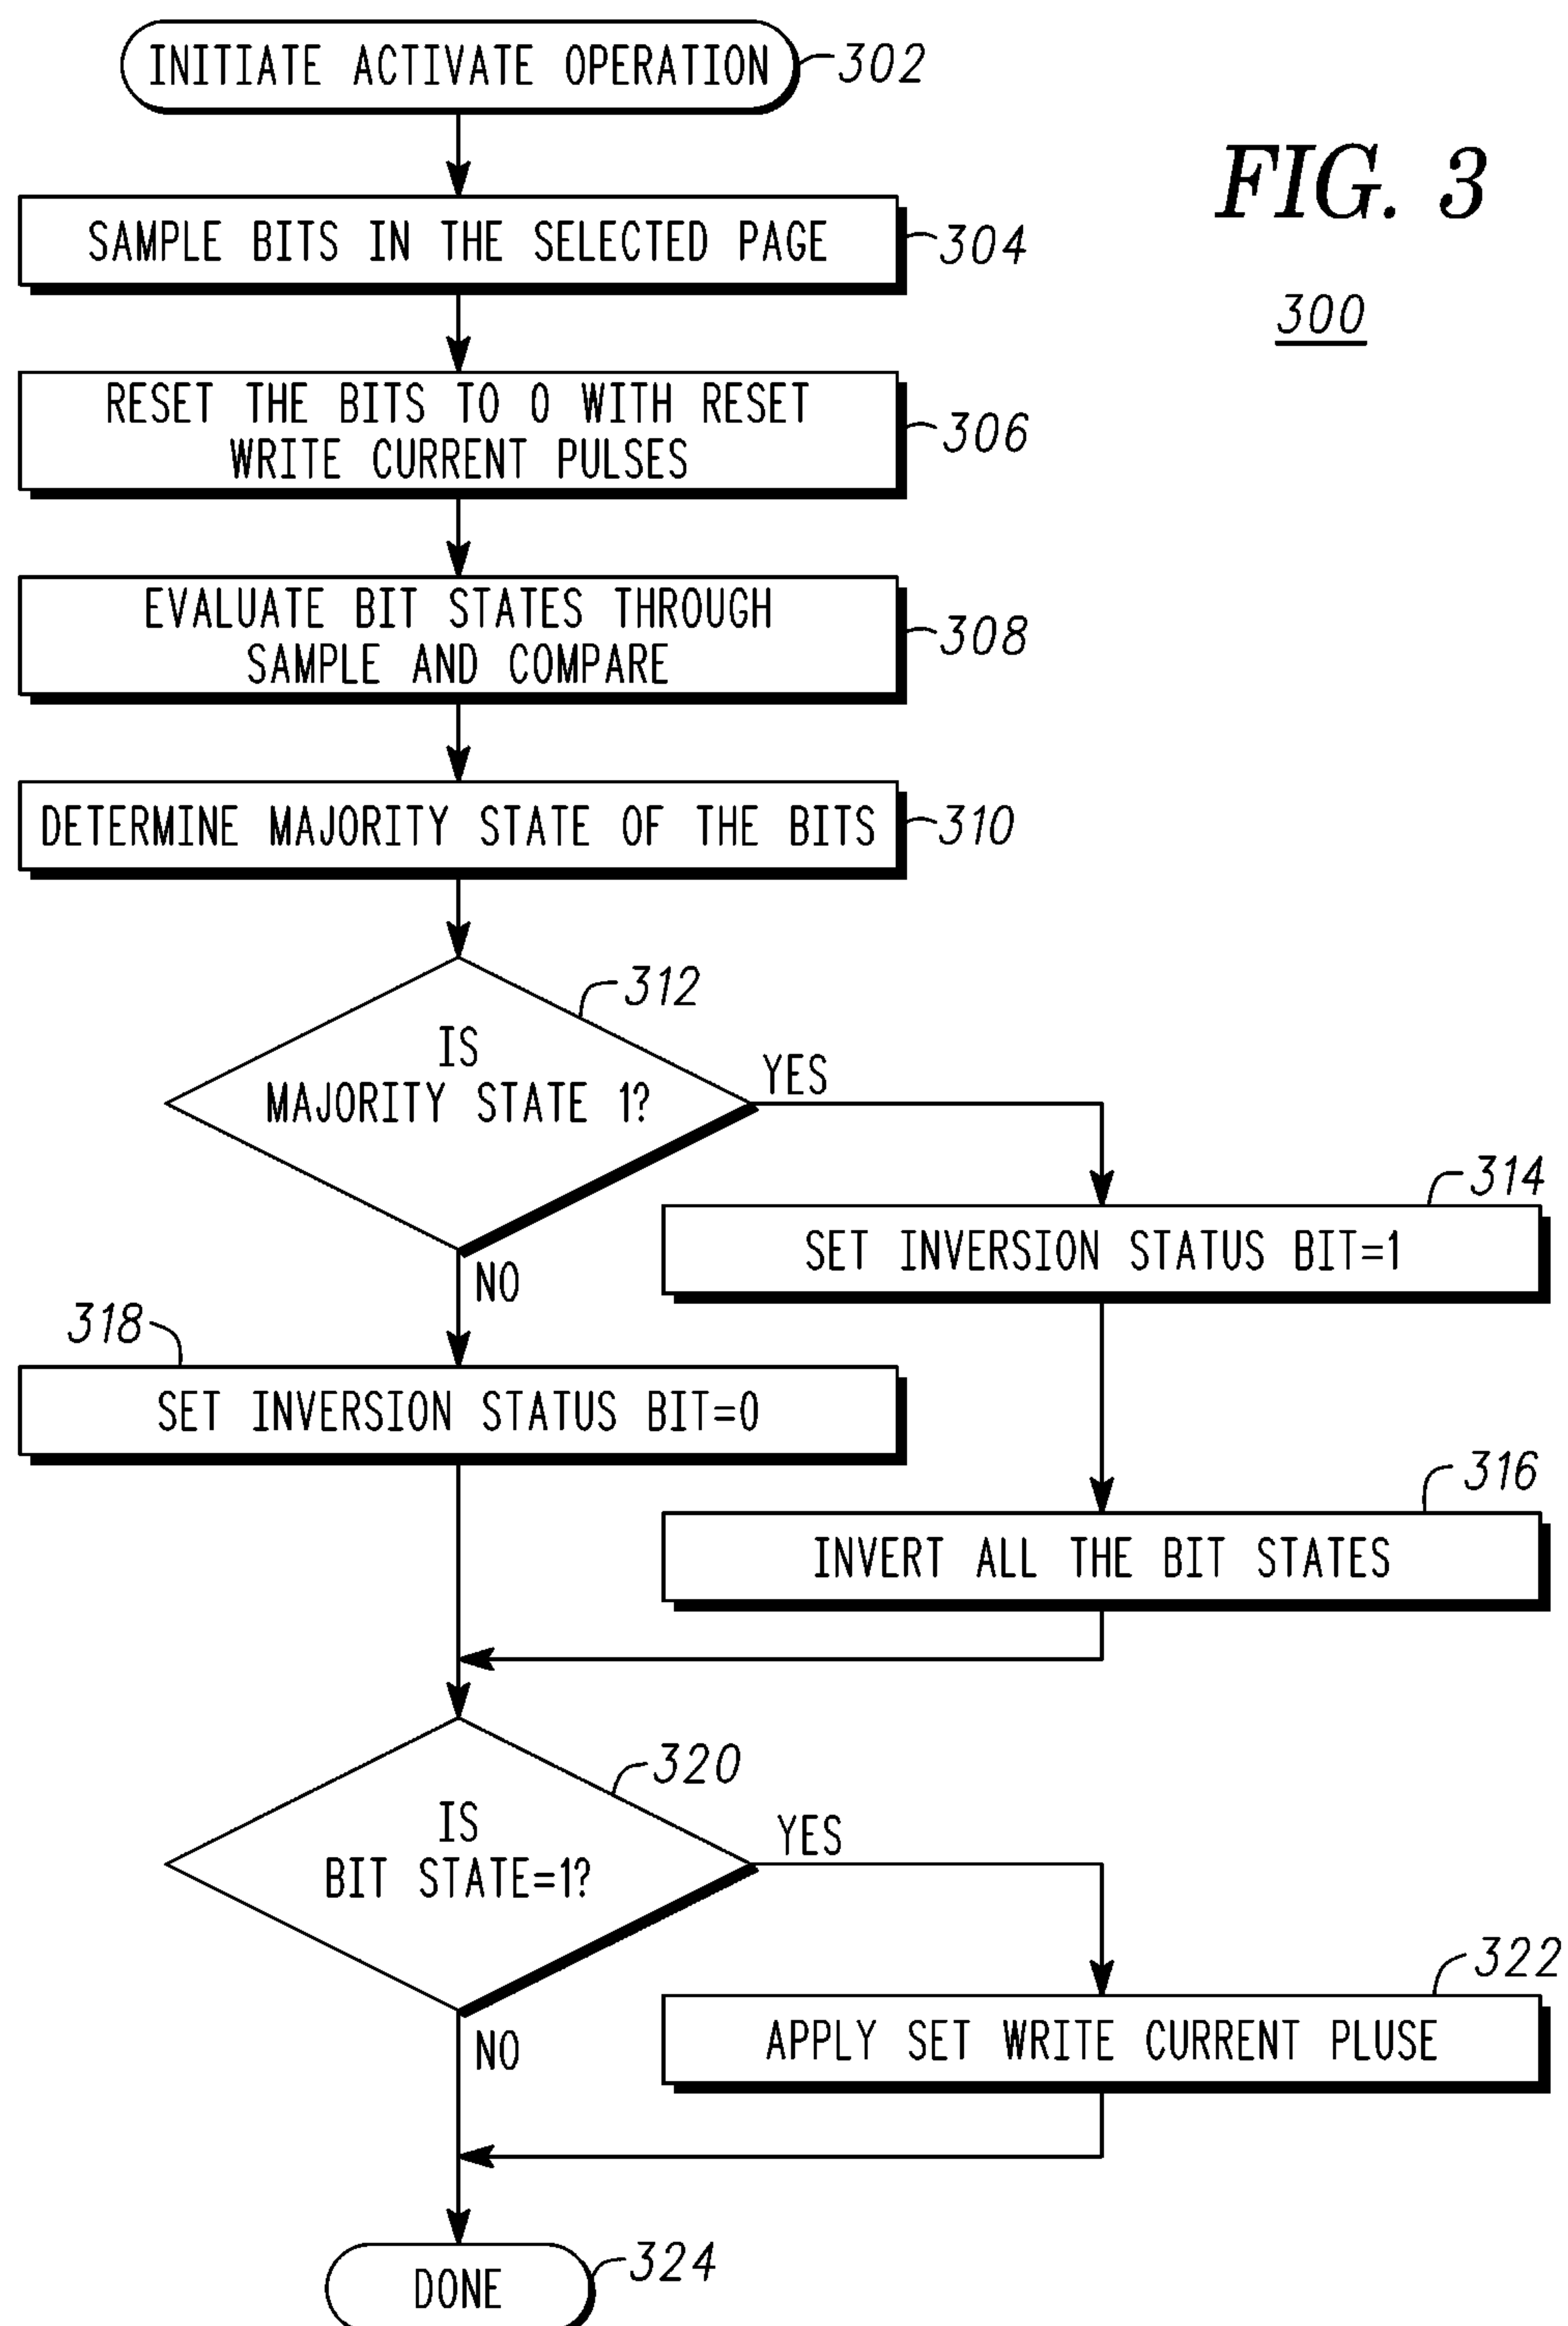 INITIATE ACTIVATE OPERATION
302
FIG. 3
300
SAMPLE BITS IN THE SELECTED PAGE
304
RESET THE BITS TO 0 WITH RESET
WRITE CURRENT PULSES
306
EVALUATE BIT STATES THROUGH
SAMPLE AND COMPARE
308
DETERMINE MAJORITY STATE OF THE BITS
310
312
IS
MAJORITY STATE 1?
YES
NO
314
SET INVERSION STATUS BIT=1
318
SET INVERSION STATUS BIT=0
316
INVERT ALL THE BIT STATES
320
IS
BIT STATE=1?
YES
NO
322
APPLY SET WRITE CURRENT PLUSE
DONE
324